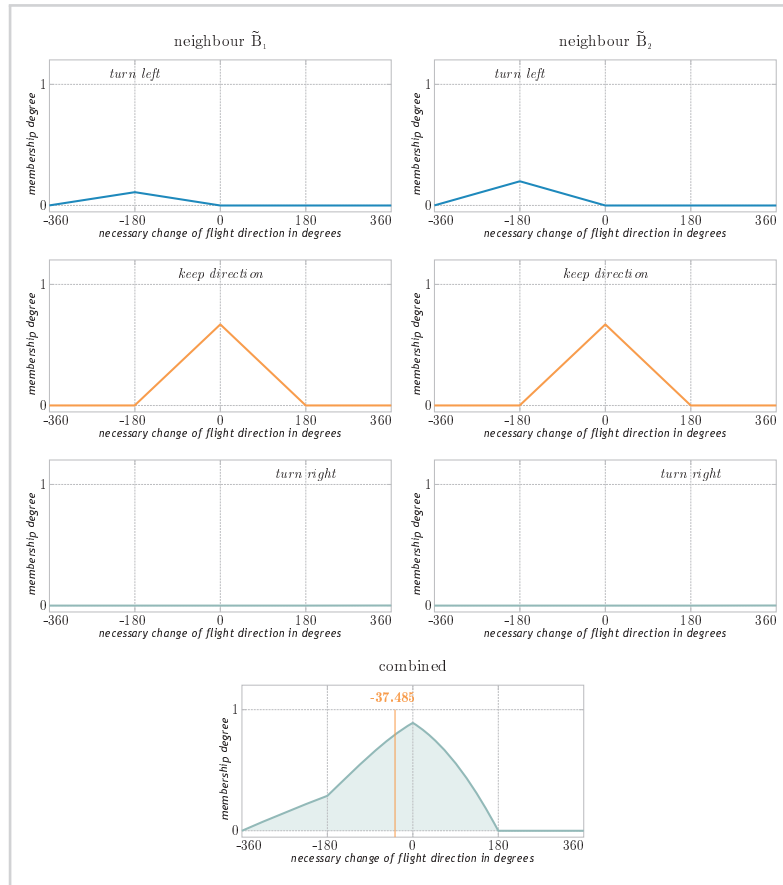 neighbour B̃₁
turn left
1
membership degree
0
-360 -180 0 180 360
necessary change of flight direction in degrees
neighbour B̃₂
turn left
1
membership degree
0
-360 -180 0 180 360
necessary change of flight direction in degrees
keep direction
1
membership degree
0
-360 -180 0 180 360
necessary change of flight direction in degrees
keep direction
1
membership degree
0
-360 -180 0 180 360
necessary change of flight direction in degrees
turn right
1
membership degree
0
-360 -180 0 180 360
necessary change of flight direction in degrees
turn right
1
membership degree
0
-360 -180 0 180 360
necessary change of flight direction in degrees
combined
-37.485
1
membership degree
0
-360 -180 0 180 360
necessary change of flight direction in degrees